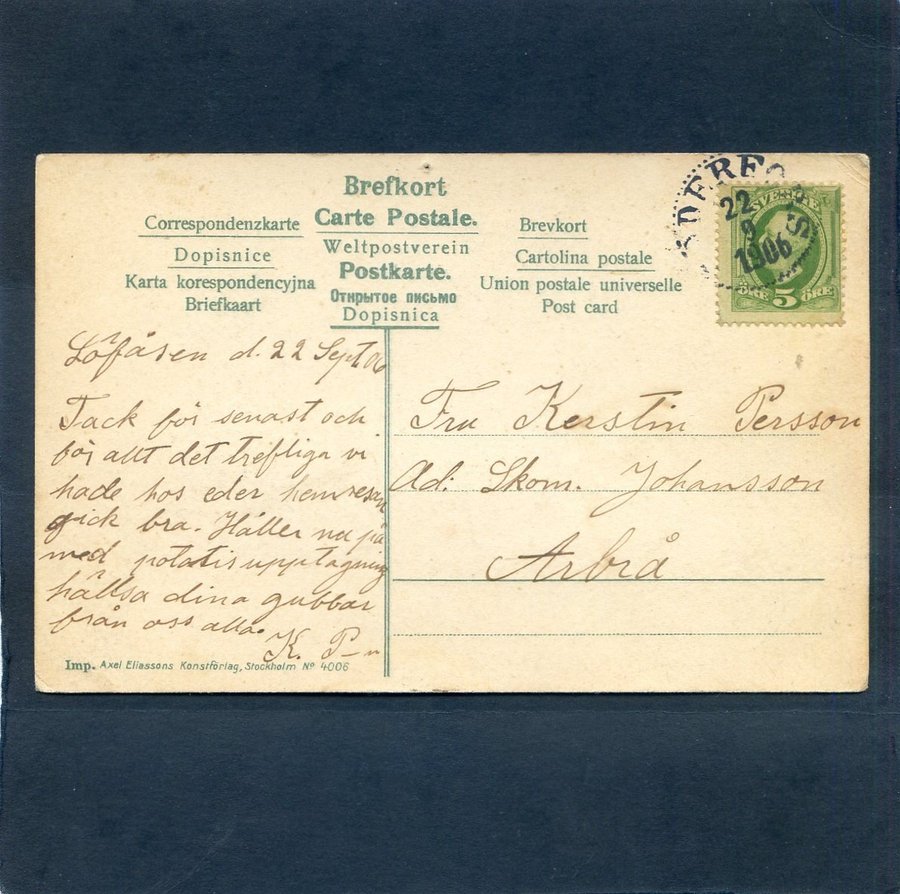 Brefkort
Carte Postale.
Weltpostverein
Postkarte.
Открытое письмо
Dopisnica
Correspondenzkarte
Dopisnice
Karta korespondencyjna
Briefkaart
Brevkort
Cartolina postale
Union postale universelle
Post card
22
9
1906
SVERIGE
ÖRE 5 ÖRE
Löfåsen d. 22 Sept 06
Tack för senast och
för allt det trefliga vi
hade hos eder hemresan
gick bra. Håller nu på
med potatisupptagning
hällsa dina gubbar
från oss alla.
K. P-n
Fru Kerstin Persson
Ad: Skom. Johansson
Arbrå
Imp. Axel Eliassons Konstförlag, Stockholm Nº 4006